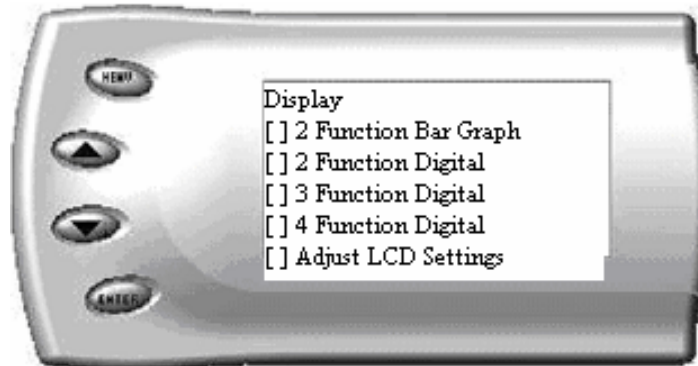 MENU
Display
[ ] 2 Function Bar Graph
[ ] 2 Function Digital
[ ] 3 Function Digital
[ ] 4 Function Digital
[ ] Adjust LCD Settings
ENTER